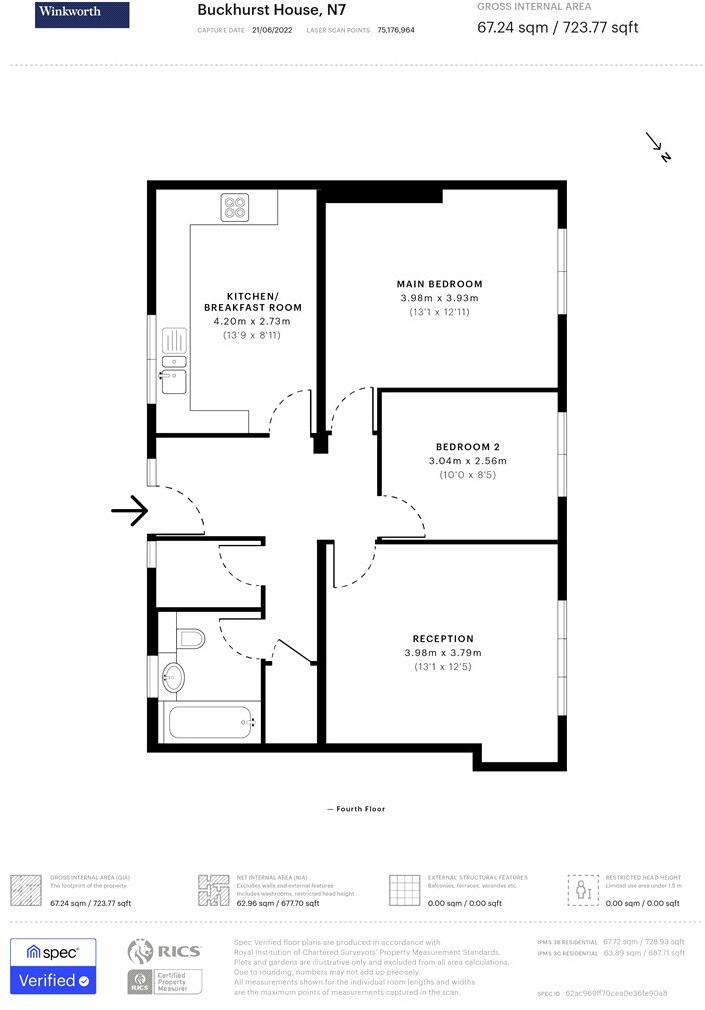 Winkworth
Buckhurst House, N7
CAPTURE DATE 21/06/2022 LASER SCAN POINTS 75,176,964
GROSS INTERNAL AREA
67.24 sqm / 723.77 sqft
N
KITCHEN/
BREAKFAST ROOM
4.20m x 2.73m
(13'9 x 8'11)
MAIN BEDROOM
3.98m x 3.93m
(13'1 x 12'11)
BEDROOM 2
3.04m x 2.56m
(10'0 x 8'5)
RECEPTION
3.98m x 3.79m
(13'1 x 12'5)
— Fourth Floor
GROSS INTERNAL AREA (GIA)
The footprint of the property
67.24 sqm / 723.77 sqft
NET INTERNAL AREA (NIA)
Excludes walls and external features
Includes washrooms, restricted head height
62.96 sqm / 677.70 sqft
EXTERNAL STRUCTURAL FEATURES
Balconies, terraces, verandas etc.
0.00 sqm / 0.00 sqft
RESTRICTED HEAD HEIGHT
Limited use area under 1.5 m
0.00 sqm / 0.00 sqft
spec
Verified
RICS
RICS
Certified
Property
Measurer
Spec Verified floor plans are produced in accordance with
Royal Institution of Chartered Surveyors' Property Measurement Standards.
Plots and gardens are illustrative only and excluded from all area calculations.
Due to rounding, numbers may not add up precisely.
All measurements shown for the individual room lengths and widths
are the maximum points of measurements captured in the scan.
IPMS 3B RESIDENTIAL 67.72 sqm / 728.93 sqft
IPMS 3C RESIDENTIAL 63.89 sqm / 687.71 sqft
SPEC ID 62ac969ff70cea0e36fe90a8